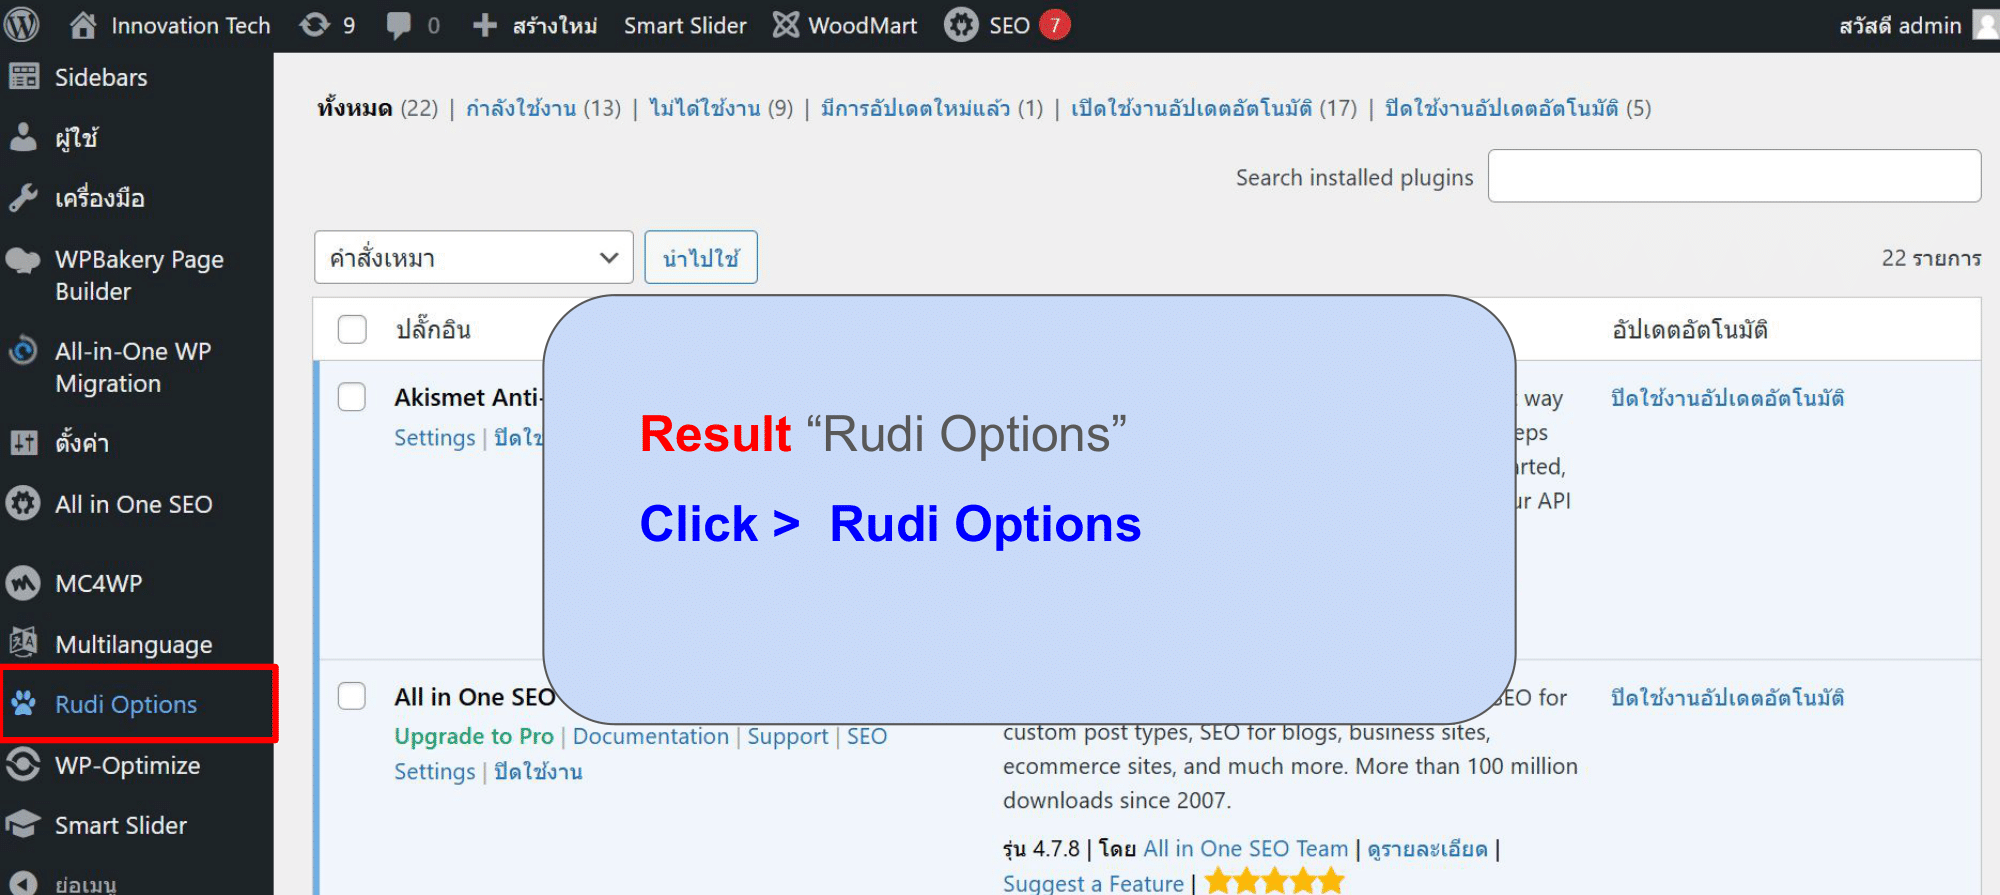 Innovation Tech 9 0 สร้างใหม่ Smart Slider WoodMart SEO 7 สวัสดี admin
Sidebars
ผู้ใช้
เครื่องมือ
WPBakery Page
Builder
All-in-One WP
Migration
ตั้งค่า
All in One SEO
MC4WP
Multilanguage
Rudi Options
WP-Optimize
Smart Slider
ย่อเมนู
ทั้งหมด (22) | กำลังใช้งาน (13) | ไม่ได้ใช้งาน (9) | มีการอัปเดตใหม่แล้ว (1) | เปิดใช้งานอัปเดตอัตโนมัติ (17) | ปิดใช้งานอัปเดตอัตโนมัติ (5)
Search installed plugins
คำสั่งเหมา นำไปใช้ 22 รายการ
ปลั๊กอิน อัปเดตอัตโนมัติ
Akismet Anti- way ปิดใช้งานอัปเดตอัตโนมัติ
Settings | ปิดใช
eps
rted,
ur API
Result “Rudi Options”
Click > Rudi Options
All in One SEO SEO for ปิดใช้งานอัปเดตอัตโนมัติ
Upgrade to Pro | Documentation | Support | SEO
Settings | ปิดใช้งาน
custom post types, SEO for blogs, business sites,
ecommerce sites, and much more. More than 100 million
downloads since 2007.
รุ่น 4.7.8 | โดย All in One SEO Team | ดูรายละเอียด |
Suggest a Feature |